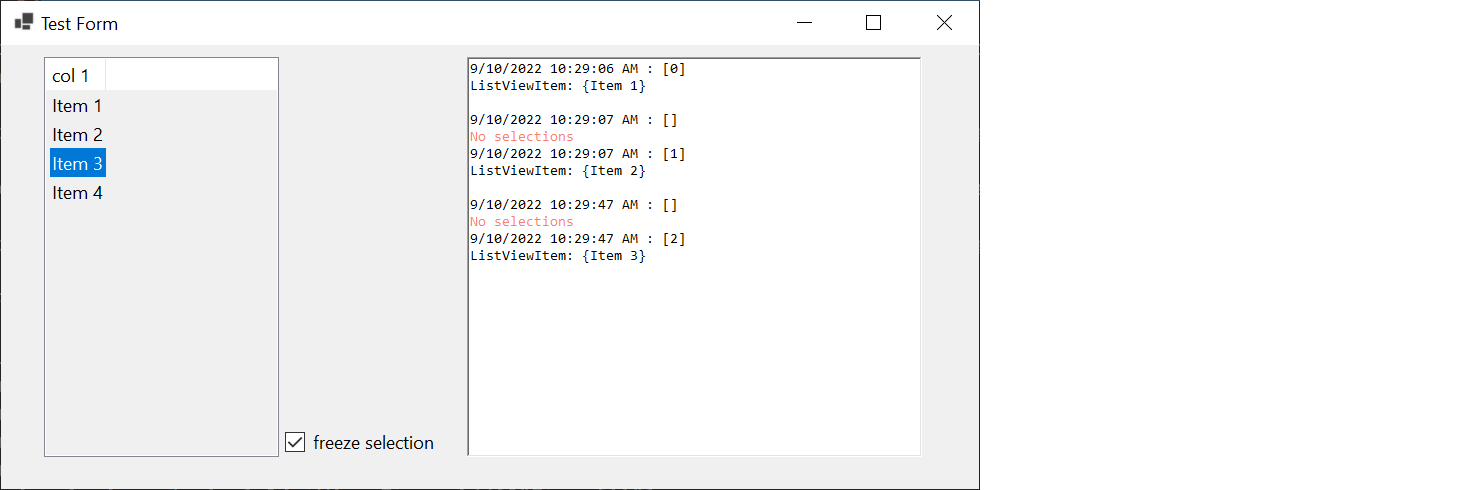 Test Form
col 1
Item 1
Item 2
Item 3
Item 4
freeze selection
9/10/2022 10:29:06 AM : [0]
ListViewItem: {Item 1}
9/10/2022 10:29:07 AM : []
No selections
9/10/2022 10:29:07 AM : [1]
ListViewItem: {Item 2}
9/10/2022 10:29:47 AM : []
No selections
9/10/2022 10:29:47 AM : [2]
ListViewItem: {Item 3}